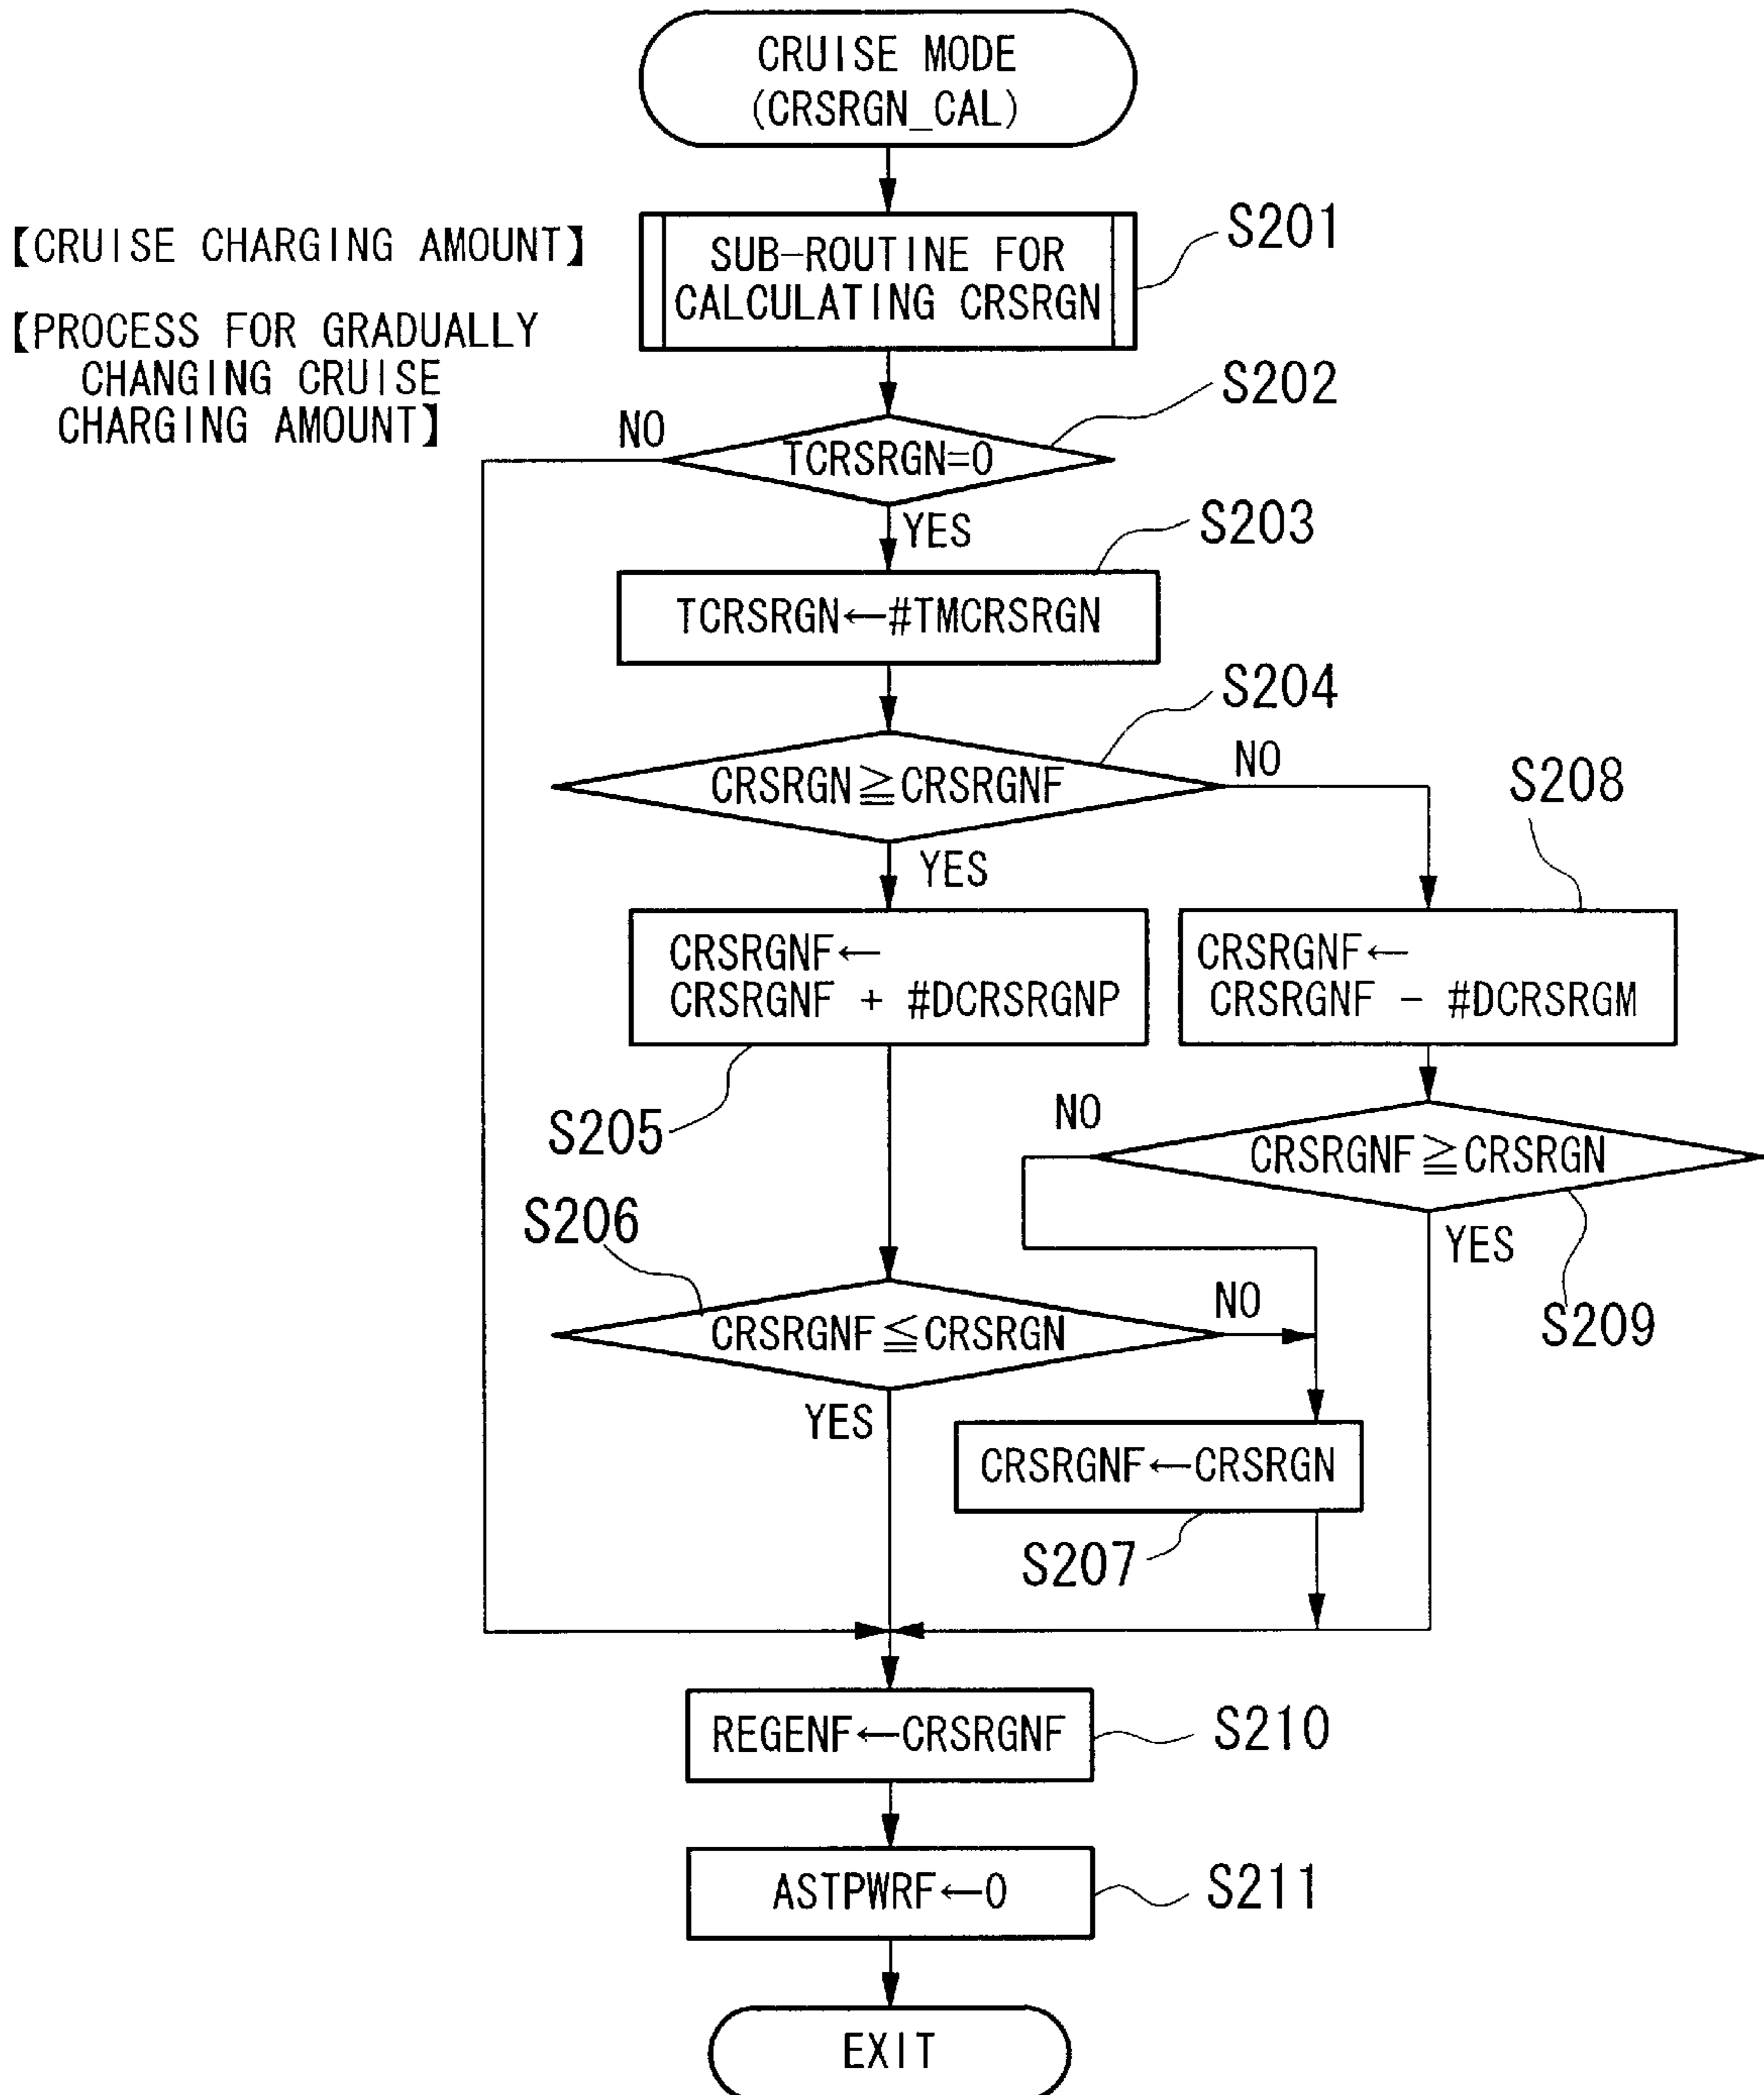 CRUISE MODE
(CRSRGN_CAL)
【CRUISE CHARGING AMOUNT】
SUB-ROUTINE FOR
CALCULATING CRSRGN
S201
【PROCESS FOR GRADUALLY
CHANGING CRUISE
CHARGING AMOUNT】
S202
NO
TCRSRGN=0
YES
S203
TCRSRGN←#TMCRSRGN
S204
CRSRGN≧CRSRGNF
NO
YES
S208
CRSRGNF←
CRSRGNF + #DCRSRGNP
CRSRGNF←
CRSRGNF - #DCRSRGM
S205
NO
CRSRGNF≧CRSRGN
YES
S209
S206
CRSRGNF≦CRSRGN
NO
YES
CRSRGNF←CRSRGN
S207
REGENF←CRSRGNF
S210
ASTPWRF←0
S211
EXIT